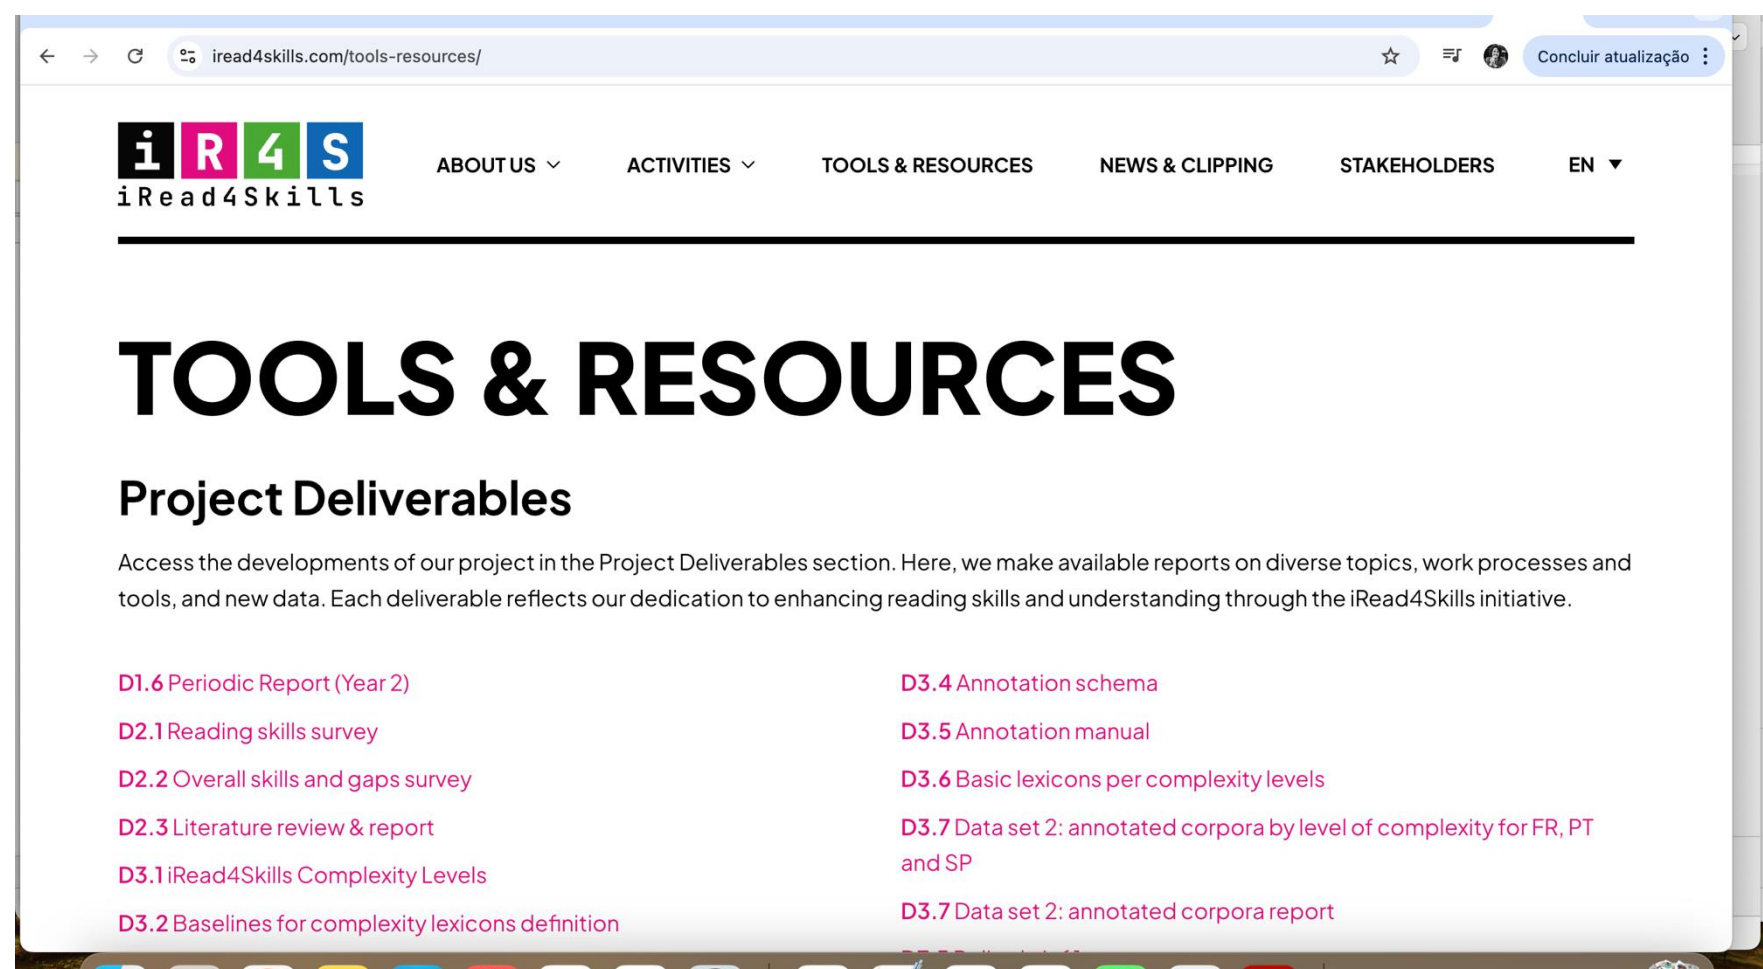 iread4skills.com/tools-resources/
Concluir atualização
iR4S
iRead4Skills
ABOUT US
ACTIVITIES
TOOLS & RESOURCES
NEWS & CLIPPING
STAKEHOLDERS
EN
TOOLS & RESOURCES
Project Deliverables
Access the developments of our project in the Project Deliverables section. Here, we make available reports on diverse topics, work processes and
tools, and new data. Each deliverable reflects our dedication to enhancing reading skills and understanding through the iRead4Skills initiative.
D1.6 Periodic Report (Year 2)
D2.1 Reading skills survey
D2.2 Overall skills and gaps survey
D2.3 Literature review & report
D3.1 iRead4Skills Complexity Levels
D3.2 Baselines for complexity lexicons definition
D3.4 Annotation schema
D3.5 Annotation manual
D3.6 Basic lexicons per complexity levels
D3.7 Data set 2: annotated corpora by level of complexity for FR, PT
and SP
D3.7 Data set 2: annotated corpora report